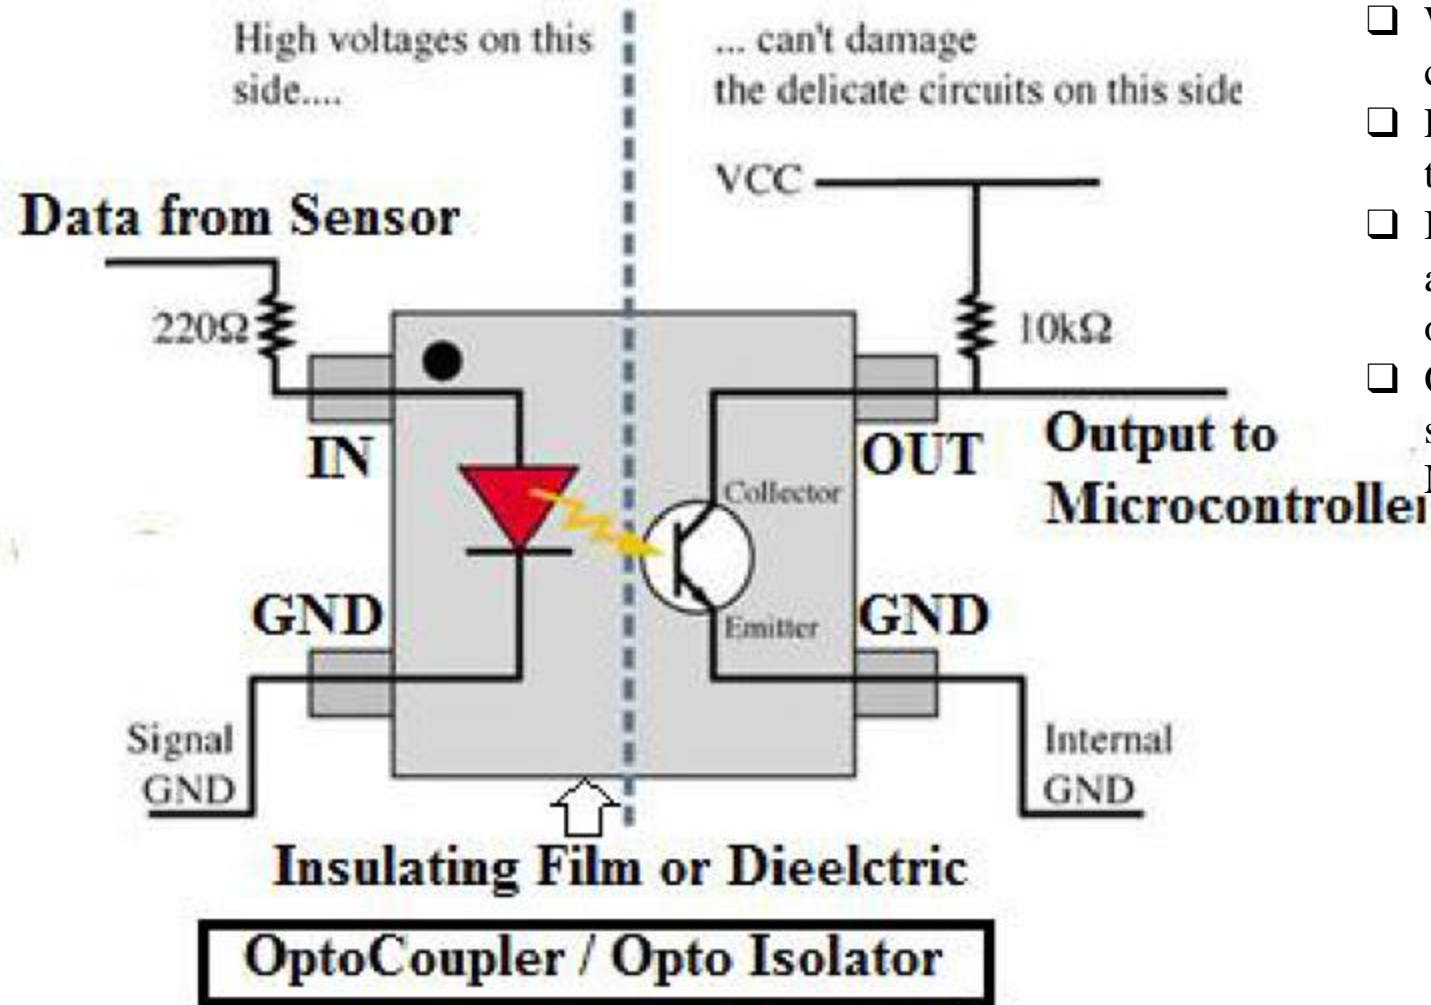 High voltages on this
side....
... can't damage
the delicate circuits on this side
VCC
Data from Sensor
220Ω
10kΩ
IN
OUT
Output to
Microcontroller
Collector
Emitter
GND
GND
Signal
GND
Internal
GND
Insulating Film or Dieelctric
OptoCoupler / Opto Isolator